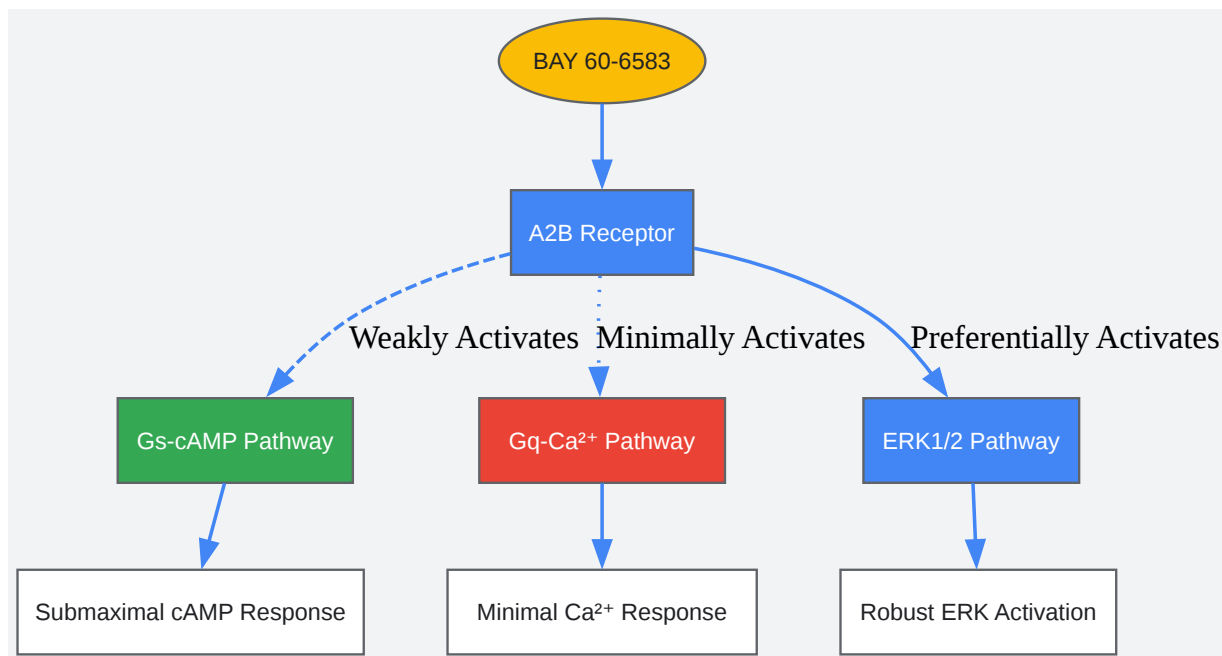 BAY 60-6583
A2B Receptor
Weakly Activates
Minimally Activates
Preferentially Activates
Gs-cAMP Pathway
Gq-Ca²⁺ Pathway
ERK1/2 Pathway
Submaximal cAMP Response
Minimal Ca²⁺ Response
Robust ERK Activation